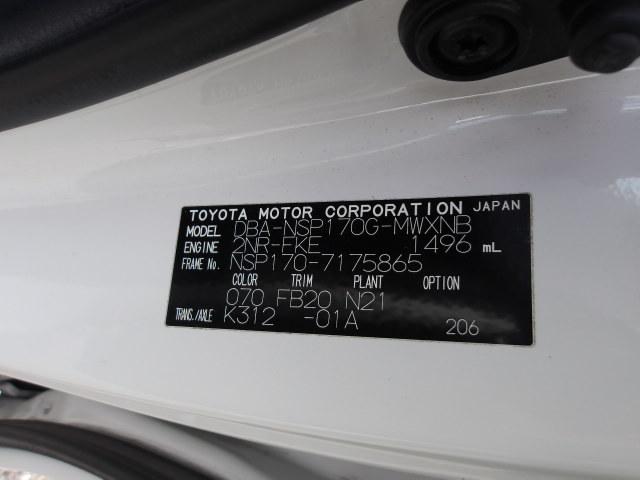 TOYOTA MOTOR CORPORATION JAPAN
MODEL DBA-NSP170G-MWXNB
ENGINE 2NR-FKE 1496 mL
FRAME No. NSP170-7175865
COLOR TRIM PLANT OPTION
070 FB20 N21
TRANS./AXLE K312 -01A 206